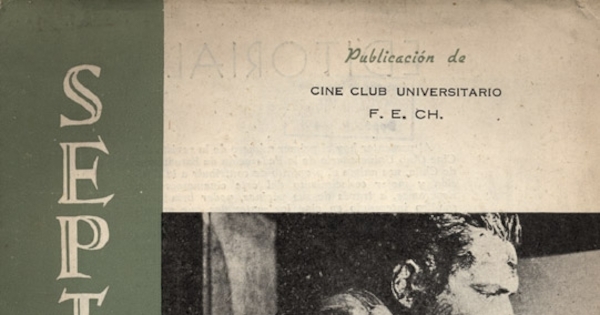 Publicación de
CINE CLUB UNIVERSITARIO
F. E. CH.
SEPT